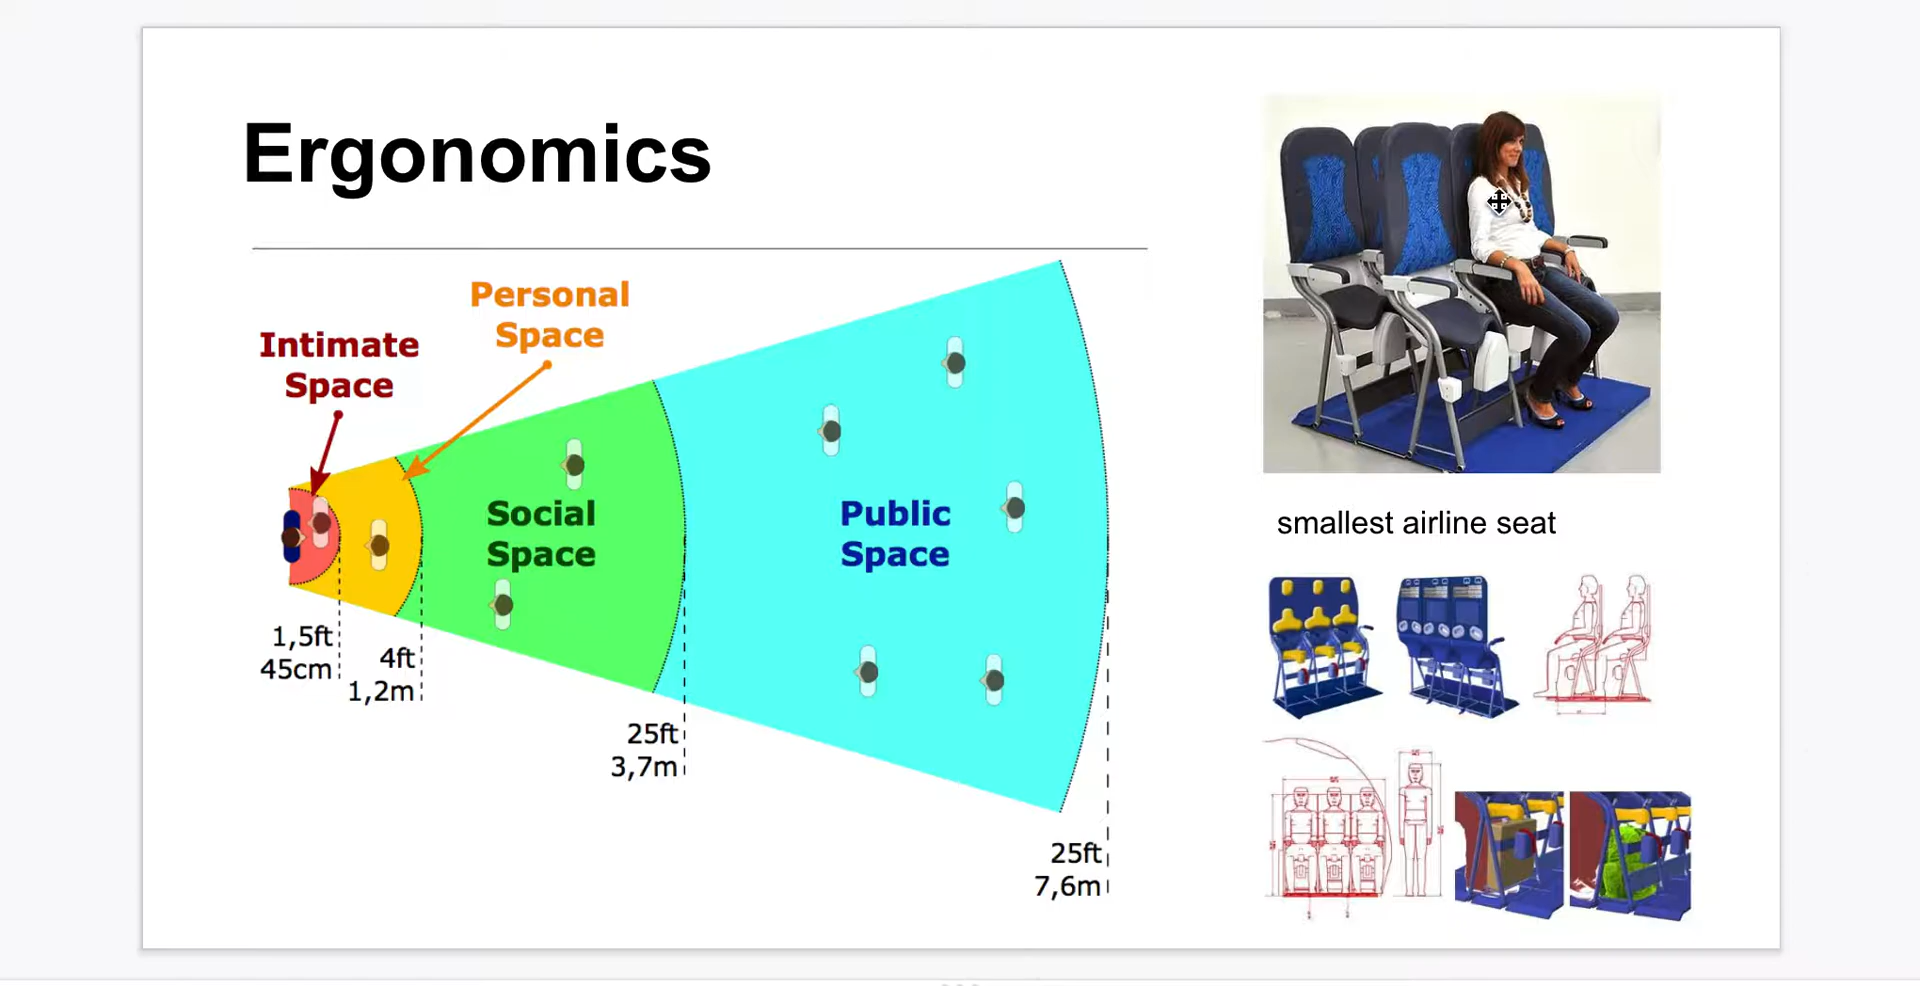 Ergonomics
Personal
Space
Intimate
Space
Social
Space
Public
Space
1,5ft
45cm
4ft
1,2m
25ft
3,7m
25ft
7,6m
smallest airline seat